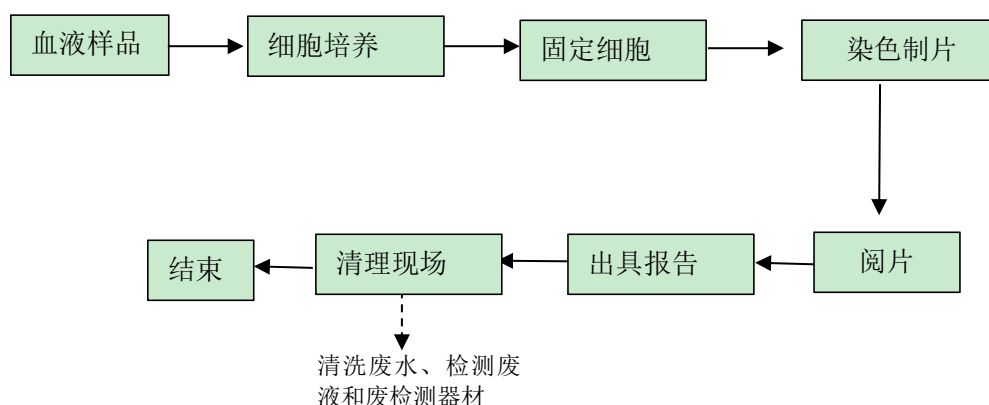 血液样品
细胞培养
固定细胞
染色制片
阅片
出具报告
清理现场
结束
清洗废水、检测废
液和废检测器材